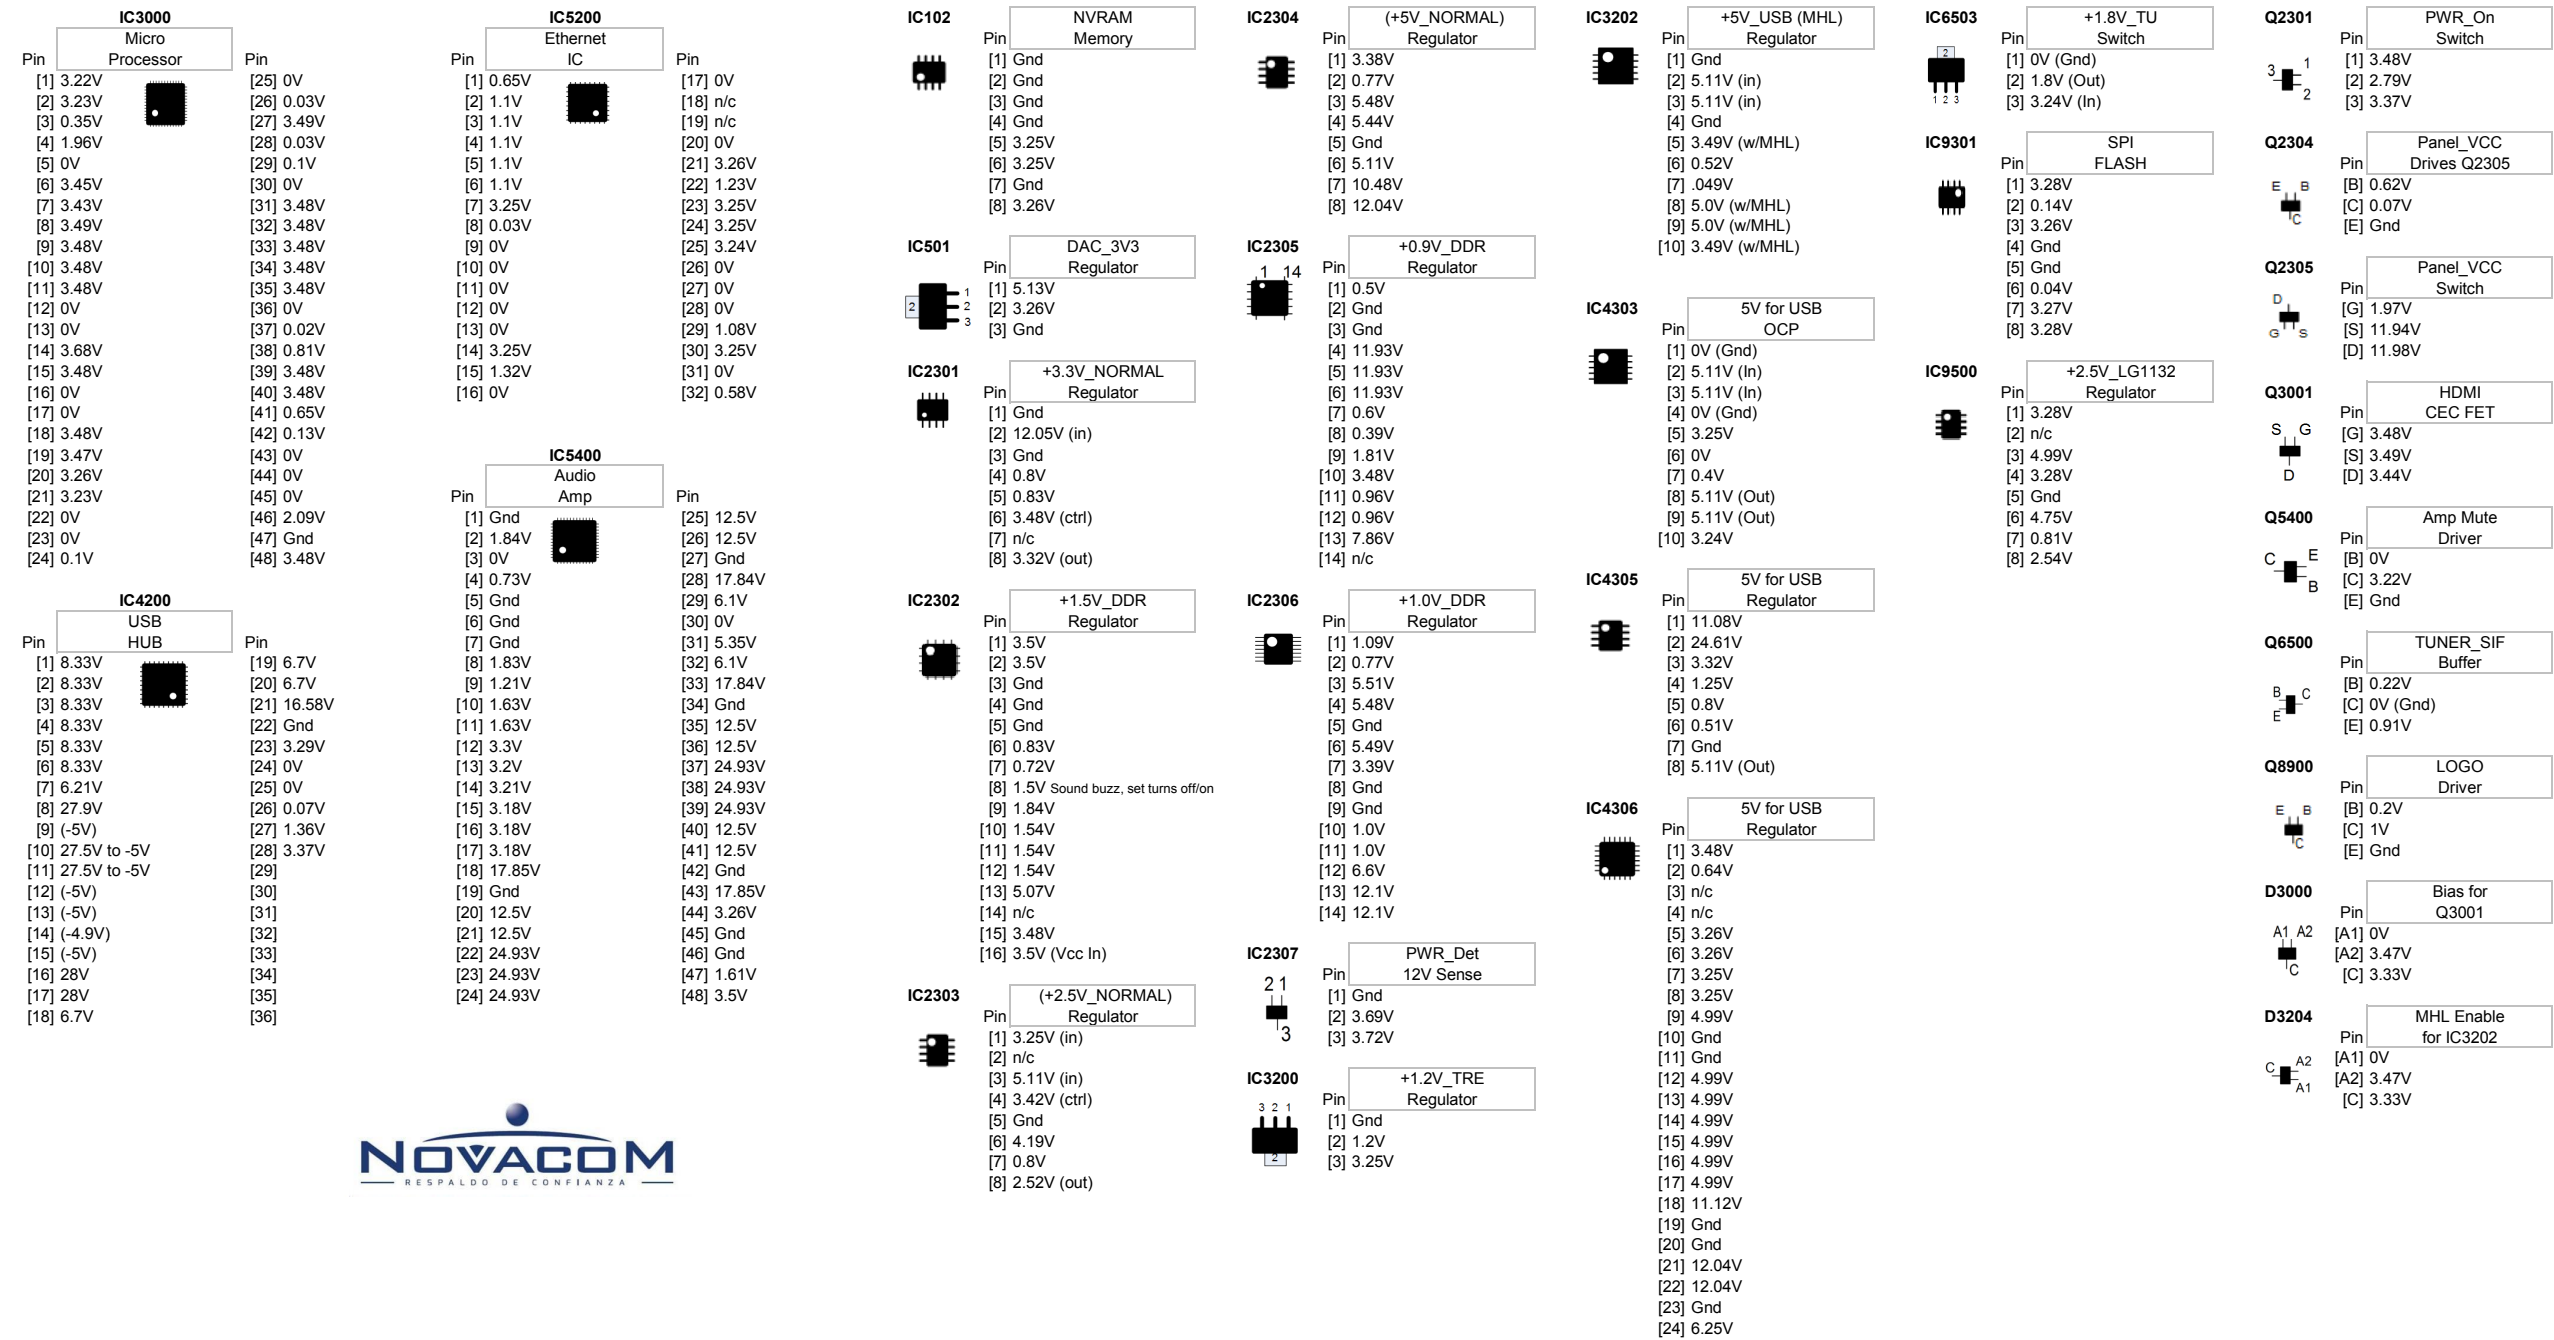 IC3000
Micro
Pin Processor Pin
[1] 3.22V [25] 0V
[2] 3.23V [26] 0.03V
[3] 0.35V [27] 3.49V
[4] 1.96V [28] 0.03V
[5] 0V [29] 0.1V
[6] 3.45V [30] 0V
[7] 3.43V [31] 3.48V
[8] 3.49V [32] 3.48V
[9] 3.48V [33] 3.48V
[10] 3.48V [34] 3.48V
[11] 3.48V [35] 3.48V
[12] 0V [36] 0V
[13] 0V [37] 0.02V
[14] 3.68V [38] 0.81V
[15] 3.48V [39] 3.48V
[16] 0V [40] 3.48V
[17] 0V [41] 0.65V
[18] 3.48V [42] 0.13V
[19] 3.47V [43] 0V
[20] 3.26V [44] 0V
[21] 3.23V [45] 0V
[22] 0V [46] 2.09V
[23] 0V [47] Gnd
[24] 0.1V [48] 3.48V
IC4200
USB
Pin HUB Pin
[1] 8.33V [19] 6.7V
[2] 8.33V [20] 6.7V
[3] 8.33V [21] 16.58V
[4] 8.33V [22] Gnd
[5] 8.33V [23] 3.29V
[6] 8.33V [24] 0V
[7] 6.21V [25] 0V
[8] 27.9V [26] 0.07V
[9] (-5V) [27] 1.36V
[10] 27.5V to -5V [28] 3.37V
[11] 27.5V to -5V [29]
[12] (-5V) [30]
[13] (-5V) [31]
[14] (-4.9V) [32]
[15] (-5V) [33]
[16] 28V [34]
[17] 28V [35]
[18] 6.7V [36]
IC5200
Ethernet
Pin IC Pin
[1] 0.65V [17] 0V
[2] 1.1V [18] n/c
[3] 1.1V [19] n/c
[4] 1.1V [20] 0V
[5] 1.1V [21] 3.26V
[6] 1.1V [22] 1.23V
[7] 3.25V [23] 3.25V
[8] 0.03V [24] 3.25V
[9] 0V [25] 3.24V
[10] 0V [26] 0V
[11] 0V [27] 0V
[12] 0V [28] 0V
[13] 0V [29] 1.08V
[14] 3.25V [30] 3.25V
[15] 1.32V [31] 0V
[16] 0V [32] 0.58V
IC5400
Audio
Pin Amp Pin
[1] Gnd [25] 12.5V
[2] 1.84V [26] 12.5V
[3] 0V [27] Gnd
[4] 0.73V [28] 17.84V
[5] Gnd [29] 6.1V
[6] Gnd [30] 0V
[7] Gnd [31] 5.35V
[8] 1.83V [32] 6.1V
[9] 1.21V [33] 17.84V
[10] 1.63V [34] Gnd
[11] 1.63V [35] 12.5V
[12] 3.3V [36] 12.5V
[13] 3.2V [37] 24.93V
[14] 3.21V [38] 24.93V
[15] 3.18V [39] 24.93V
[16] 3.18V [40] 12.5V
[17] 3.18V [41] 12.5V
[18] 17.85V [42] Gnd
[19] Gnd [43] 17.85V
[20] 12.5V [44] 3.26V
[21] 12.5V [45] Gnd
[22] 24.93V [46] Gnd
[23] 24.93V [47] 1.61V
[24] 24.93V [48] 3.5V
NOVACOM
RESPALDO DE CONFIANZA
IC102 NVRAM
Pin Memory
[1] Gnd
[2] Gnd
[3] Gnd
[4] Gnd
[5] 3.25V
[6] 3.25V
[7] Gnd
[8] 3.26V
IC501 DAC_3V3
Pin Regulator
[1] 5.13V
[2] 3.26V
[3] Gnd
2
1
2
3
IC2301 +3.3V_NORMAL
Pin Regulator
[1] Gnd
[2] 12.05V (in)
[3] Gnd
[4] 0.8V
[5] 0.83V
[6] 3.48V (ctrl)
[7] n/c
[8] 3.32V (out)
IC2302 +1.5V_DDR
Pin Regulator
[1] 3.5V
[2] 3.5V
[3] Gnd
[4] Gnd
[5] Gnd
[6] 0.83V
[7] 0.72V
[8] 1.5V Sound buzz, set turns off/on
[9] 1.84V
[10] 1.54V
[11] 1.54V
[12] 1.54V
[13] 5.07V
[14] n/c
[15] 3.48V
[16] 3.5V (Vcc In)
IC2303 (+2.5V_NORMAL)
Pin Regulator
[1] 3.25V (in)
[2] n/c
[3] 5.11V (in)
[4] 3.42V (ctrl)
[5] Gnd
[6] 4.19V
[7] 0.8V
[8] 2.52V (out)
IC2304 (+5V_NORMAL)
Pin Regulator
[1] 3.38V
[2] 0.77V
[3] 5.48V
[4] 5.44V
[5] Gnd
[6] 5.11V
[7] 10.48V
[8] 12.04V
IC2305 +0.9V_DDR
Pin Regulator
1 14
[1] 0.5V
[2] Gnd
[3] Gnd
[4] 11.93V
[5] 11.93V
[6] 11.93V
[7] 0.6V
[8] 0.39V
[9] 1.81V
[10] 3.48V
[11] 0.96V
[12] 0.96V
[13] 7.86V
[14] n/c
IC2306 +1.0V_DDR
Pin Regulator
[1] 1.09V
[2] 0.77V
[3] 5.51V
[4] 5.48V
[5] Gnd
[6] 5.49V
[7] 3.39V
[8] Gnd
[9] Gnd
[10] 1.0V
[11] 1.0V
[12] 6.6V
[13] 12.1V
[14] 12.1V
IC2307 PWR_Det
Pin 12V Sense
2 1
3
[1] Gnd
[2] 3.69V
[3] 3.72V
IC3200 +1.2V_TRE
Pin Regulator
3 2 1
2
[1] Gnd
[2] 1.2V
[3] 3.25V
IC3202 +5V_USB (MHL)
Pin Regulator
[1] Gnd
[2] 5.11V (in)
[3] 5.11V (in)
[4] Gnd
[5] 3.49V (w/MHL)
[6] 0.52V
[7] .049V
[8] 5.0V (w/MHL)
[9] 5.0V (w/MHL)
[10] 3.49V (w/MHL)
IC4303 5V for USB
Pin OCP
[1] 0V (Gnd)
[2] 5.11V (In)
[3] 5.11V (In)
[4] 0V (Gnd)
[5] 3.25V
[6] 0V
[7] 0.4V
[8] 5.11V (Out)
[9] 5.11V (Out)
[10] 3.24V
IC4305 5V for USB
Pin Regulator
[1] 11.08V
[2] 24.61V
[3] 3.32V
[4] 1.25V
[5] 0.8V
[6] 0.51V
[7] Gnd
[8] 5.11V (Out)
IC4306 5V for USB
Pin Regulator
[1] 3.48V
[2] 0.64V
[3] n/c
[4] n/c
[5] 3.26V
[6] 3.26V
[7] 3.25V
[8] 3.25V
[9] 4.99V
[10] Gnd
[11] Gnd
[12] 4.99V
[13] 4.99V
[14] 4.99V
[15] 4.99V
[16] 4.99V
[17] 4.99V
[18] 11.12V
[19] Gnd
[20] Gnd
[21] 12.04V
[22] 12.04V
[23] Gnd
[24] 6.25V
IC6503 +1.8V_TU
Pin Switch
2
1 2 3
[1] 0V (Gnd)
[2] 1.8V (Out)
[3] 3.24V (In)
IC9301 SPI
Pin FLASH
[1] 3.28V
[2] 0.14V
[3] 3.26V
[4] Gnd
[5] Gnd
[6] 0.04V
[7] 3.27V
[8] 3.28V
IC9500 +2.5V_LG1132
Pin Regulator
[1] 3.28V
[2] n/c
[3] 4.99V
[4] 3.28V
[5] Gnd
[6] 4.75V
[7] 0.81V
[8] 2.54V
Q2301 PWR_On
Pin Switch
3 1
2
[1] 3.48V
[2] 2.79V
[3] 3.37V
Q2304 Panel_VCC
Pin Drives Q2305
E B
C
[B] 0.62V
[C] 0.07V
[E] Gnd
Q2305 Panel_VCC
Pin Switch
D
G S
[G] 1.97V
[S] 11.94V
[D] 11.98V
Q3001 HDMI
Pin CEC FET
S G
D
[G] 3.48V
[S] 3.49V
[D] 3.44V
Q5400 Amp Mute
Pin Driver
C E
B
[B] 0V
[C] 3.22V
[E] Gnd
Q6500 TUNER_SIF
Pin Buffer
B C
E
[B] 0.22V
[C] 0V (Gnd)
[E] 0.91V
Q8900 LOGO
Pin Driver
E B
C
[B] 0.2V
[C] 1V
[E] Gnd
D3000 Bias for
Pin Q3001
A1 A2
C
[A1] 0V
[A2] 3.47V
[C] 3.33V
D3204 MHL Enable
Pin for IC3202
C A2
A1
[A1] 0V
[A2] 3.47V
[C] 3.33V